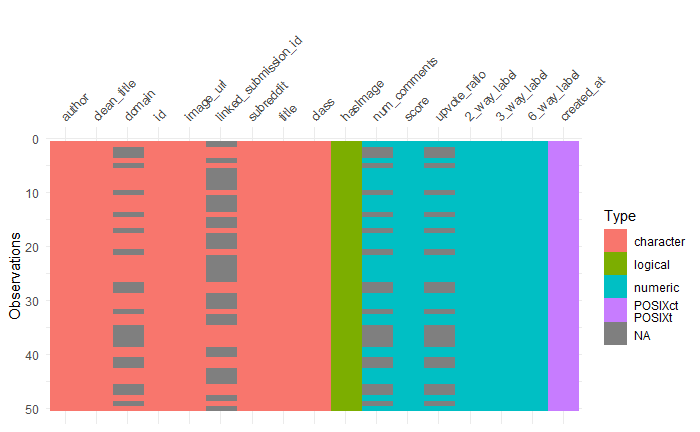 author
clean_title
domain
id
image_url
linked_submission_id
subreddit
title
class
hasImage
num_comments
score
upvote_ratio
2_way_label
3_way_label
6_way_label
created_at
0
10
20
30
40
50
Observations
Type
character
logical
numeric
POSIXct
POSIXt
NA